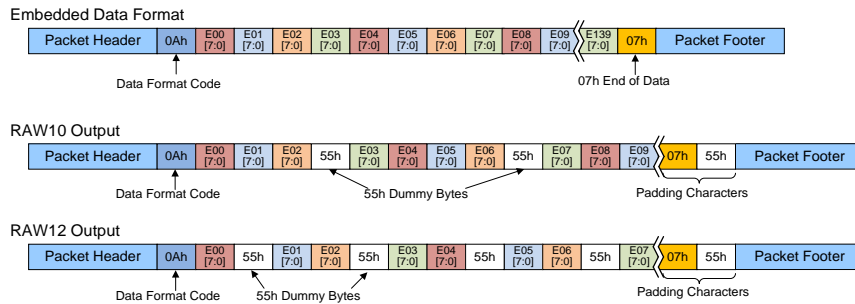 Embedded Data Format
Packet Header 0Ah E00 [7:0] E01 [7:0] E02 [7:0] E03 [7:0] E04 [7:0] E05 [7:0] E06 [7:0] E07 [7:0] E08 [7:0] E09 [7:0] E139 [7:0] 07h Packet Footer
Data Format Code 07h End of Data
RAW10 Output
Packet Header 0Ah E00 [7:0] E01 [7:0] E02 [7:0] 55h E03 [7:0] E04 [7:0] E05 [7:0] E06 [7:0] 55h E07 [7:0] E08 [7:0] E09 [7:0] 07h 55h Packet Footer
Data Format Code 55h Dummy Bytes Padding Characters
RAW12 Output
Packet Header 0Ah E00 [7:0] 55h E01 [7:0] E02 [7:0] 55h E03 [7:0] E04 [7:0] 55h E05 [7:0] E06 [7:0] 55h E07 [7:0] 07h 55h Packet Footer
Data Format Code 55h Dummy Bytes Padding Characters